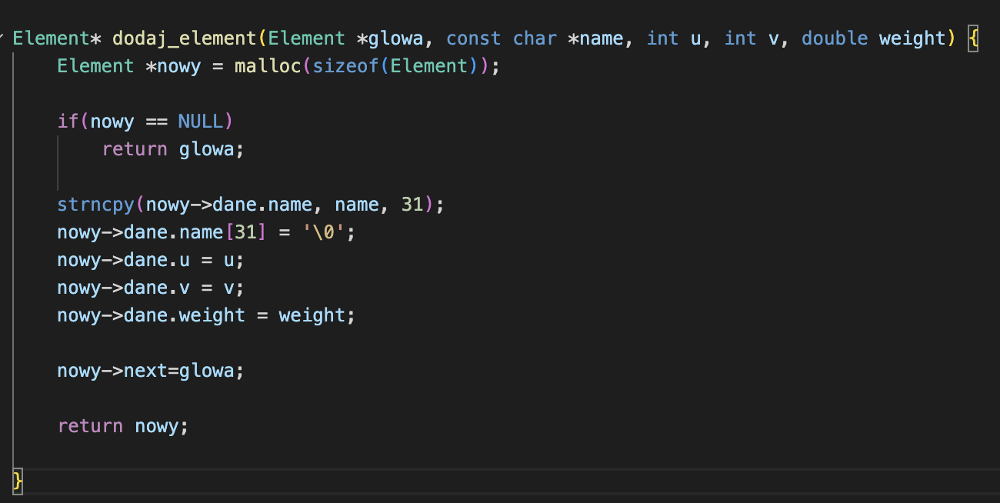 Element* dodaj_element(Element *glowa, const char *name, int u, int v, double weight) {
    Element *nowy = malloc(sizeof(Element));
    if(nowy == NULL)
        return glowa;
    strncpy(nowy->dane.name, name, 31);
    nowy->dane.name[31] = '\0';
    nowy->dane.u = u;
    nowy->dane.v = v;
    nowy->dane.weight = weight;
    nowy->next=glowa;
    return nowy;
}